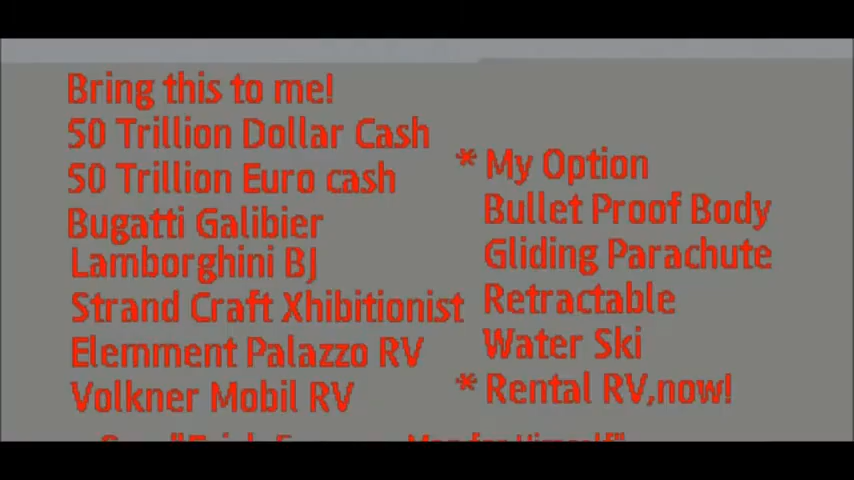 Bring this to me!
50 Trillion Dollar Cash
50 Trillion Euro cash
Bugatti Galibier
Lamborghini BJ
Strand Craft Xhibitionist
Elemment Palazzo RV
Volkner Mobil RV
* My Option
Bullet Proof Body
Gliding Parachute
Retractable
Water Ski
* Rental RV,now!